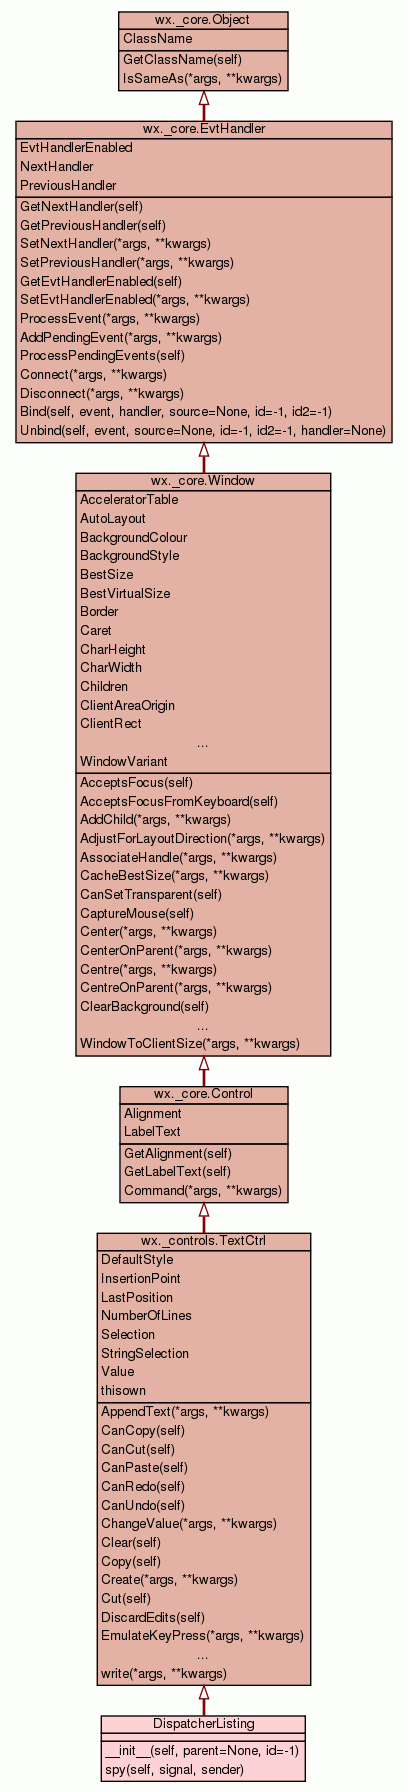 wx._core.Object
ClassName
GetClassName(self)
IsSameAs(*args, **kwargs)
wx._core.EvtHandler
EvtHandlerEnabled
NextHandler
PreviousHandler
GetNextHandler(self)
GetPreviousHandler(self)
SetNextHandler(*args, **kwargs)
SetPreviousHandler(*args, **kwargs)
GetEvtHandlerEnabled(self)
SetEvtHandlerEnabled(*args, **kwargs)
ProcessEvent(*args, **kwargs)
AddPendingEvent(*args, **kwargs)
ProcessPendingEvents(self)
Connect(*args, **kwargs)
Disconnect(*args, **kwargs)
Bind(self, event, handler, source=None, id=-1, id2=-1)
Unbind(self, event, source=None, id=-1, id2=-1, handler=None)
wx._core.Window
AcceleratorTable
AutoLayout
BackgroundColour
BackgroundStyle
BestSize
BestVirtualSize
Border
Caret
CharHeight
CharWidth
Children
ClientAreaOrigin
ClientRect
...
WindowVariant
AcceptsFocus(self)
AcceptsFocusFromKeyboard(self)
AddChild(*args, **kwargs)
AdjustForLayoutDirection(*args, **kwargs)
AssociateHandle(*args, **kwargs)
CacheBestSize(*args, **kwargs)
CanSetTransparent(self)
CaptureMouse(self)
Center(*args, **kwargs)
CenterOnParent(*args, **kwargs)
Centre(*args, **kwargs)
CentreOnParent(*args, **kwargs)
ClearBackground(self)
...
WindowToClientSize(*args, **kwargs)
wx._core.Control
Alignment
LabelText
GetAlignment(self)
GetLabelText(self)
Command(*args, **kwargs)
wx._controls.TextCtrl
DefaultStyle
InsertionPoint
LastPosition
NumberOfLines
Selection
StringSelection
Value
thisown
AppendText(*args, **kwargs)
CanCopy(self)
CanCut(self)
CanPaste(self)
CanRedo(self)
CanUndo(self)
ChangeValue(*args, **kwargs)
Clear(self)
Copy(self)
Create(*args, **kwargs)
Cut(self)
DiscardEdits(self)
EmulateKeyPress(*args, **kwargs)
...
write(*args, **kwargs)
DispatcherListing
__init__(self, parent=None, id=-1)
spy(self, signal, sender)